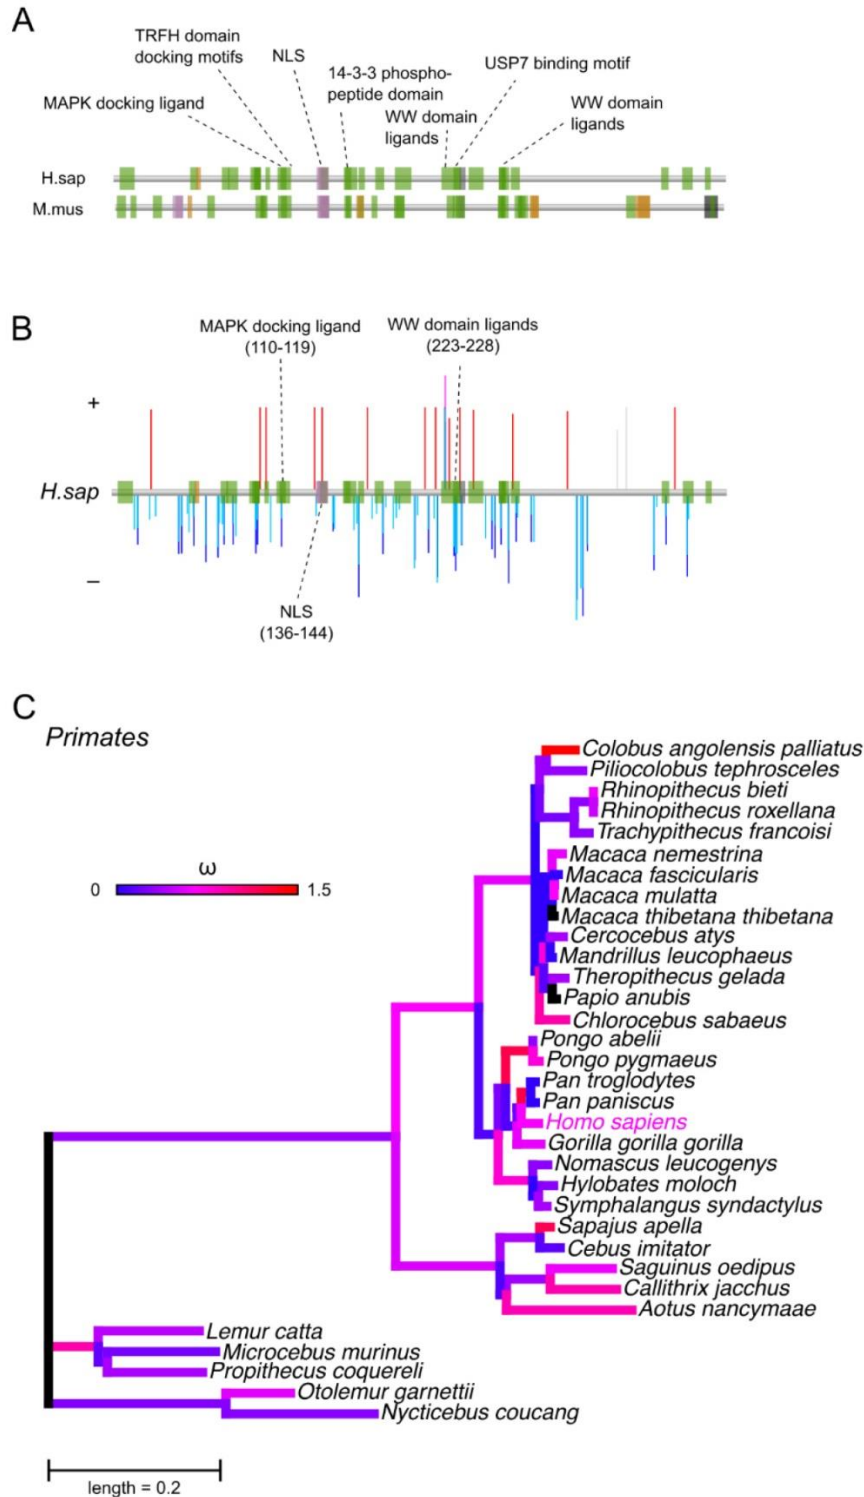 A
TRFH domain
docking motifs
NLS
14-3-3 phospho-
peptide domain
USP7 binding motif
MAPK docking ligand
WW domain
ligands
WW domain
ligands
H.sap
M.mus
B
MAPK docking ligand
(110-119)
WW domain ligands
(223-228)
+
H.sap
–
NLS
(136-144)
C
Primates
ω
0
1.5
Colobus angolensis palliatus
Piliocolobus tephrosceles
Rhinopithecus bieti
Rhinopithecus roxellana
Trachypithecus francoisi
Macaca nemestrina
Macaca fascicularis
Macaca mulatta
Macaca thibetana thibetana
Cercocebus atys
Mandrillus leucophaeus
Theropithecus gelada
Papio anubis
Chlorocebus sabaeus
Pongo abelii
Pongo pygmaeus
Pan troglodytes
Pan paniscus
Homo sapiens
Gorilla gorilla gorilla
Nomascus leucogenys
Hylobates moloch
Symphalangus syndactylus
Sapajus apella
Cebus imitator
Saguinus oedipus
Callithrix jacchus
Aotus nancymaae
Lemur catta
Microcebus murinus
Propithecus coquereli
Otolemur garnettii
Nycticebus coucang
length = 0.2